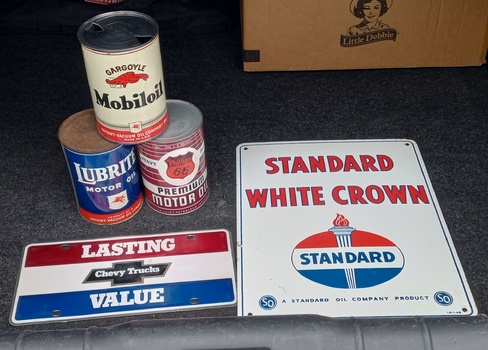 Little Debbie
GARGOYLE
Mobiloil
SOCONY-VACUUM OIL COMPANY
LUBRITE
MOTOR OIL
HEAVY
PHILLIPS
66
PREMIUM
MOTOR OIL
STANDARD
WHITE CROWN
STANDARD
SO A STANDARD OIL COMPANY PRODUCT SO
LASTING
Chevy Trucks
VALUE